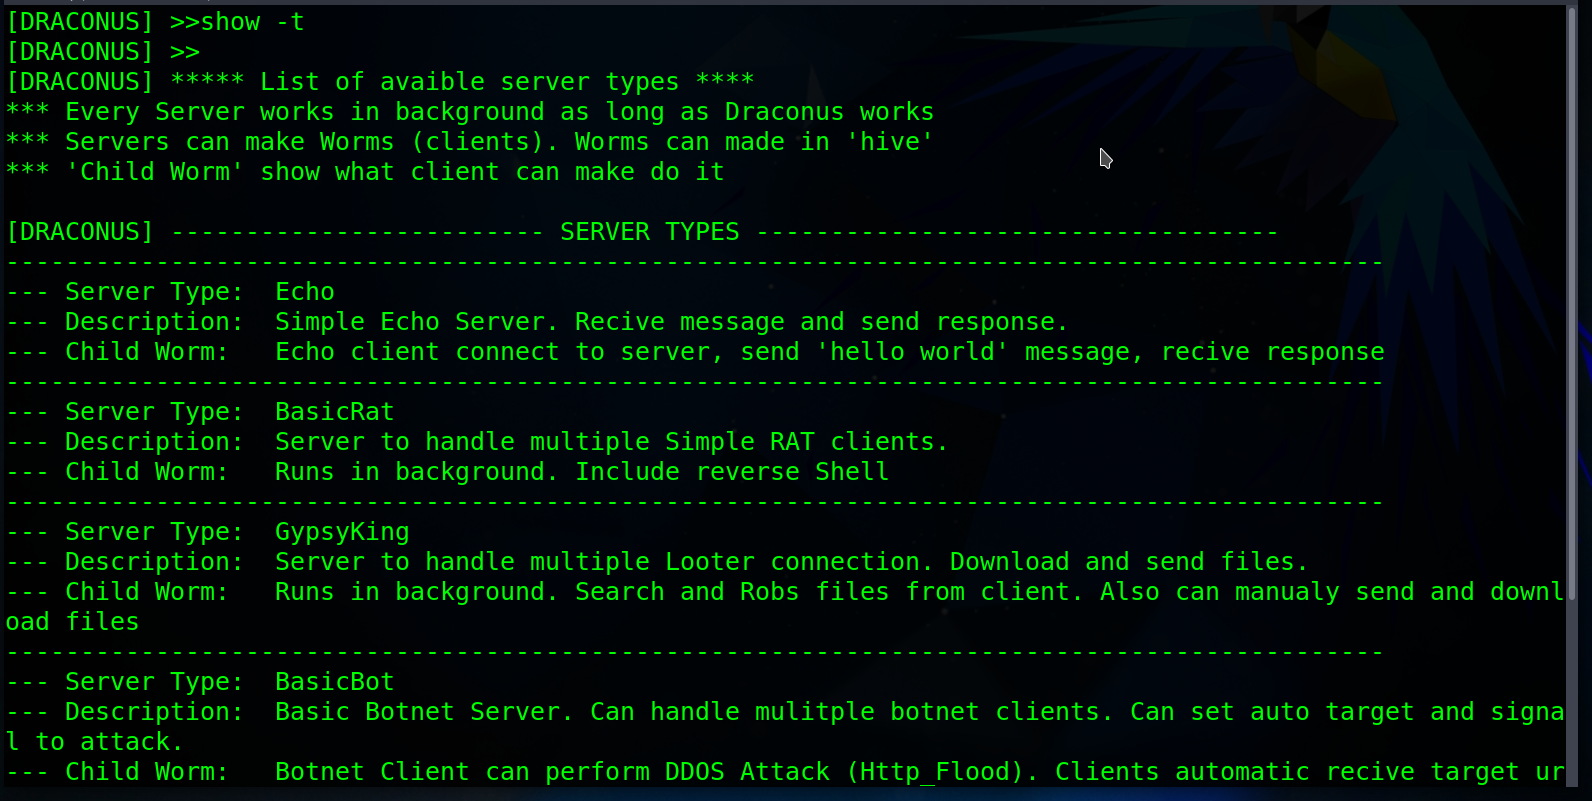 [DRACONUS] >>show -t
[DRACONUS] >>
[DRACONUS] ***** List of avaible server types ****
*** Every Server works in background as long as Draconus works
*** Servers can make Worms (clients). Worms can made in 'hive'
*** 'Child Worm' show what client can make do it
[DRACONUS] ------------------------- SERVER TYPES -----------------------------------
--------------------------------------------------------------------------------------------
--- Server Type:  Echo
--- Description:  Simple Echo Server. Recive message and send response.
--- Child Worm:   Echo client connect to server, send 'hello world' message, recive response
--------------------------------------------------------------------------------------------
--- Server Type:  BasicRat
--- Description:  Server to handle multiple Simple RAT clients.
--- Child Worm:   Runs in background. Include reverse Shell
--------------------------------------------------------------------------------------------
--- Server Type:  GypsyKing
--- Description:  Server to handle multiple Looter connection. Download and send files.
--- Child Worm:   Runs in background. Search and Robs files from client. Also can manualy send and downl
oad files
--------------------------------------------------------------------------------------------
--- Server Type:  BasicBot
--- Description:  Basic Botnet Server. Can handle mulitple botnet clients. Can set auto target and signa
l to attack.
--- Child Worm:   Botnet Client can perform DDOS Attack (Http_Flood). Clients automatic recive target ur